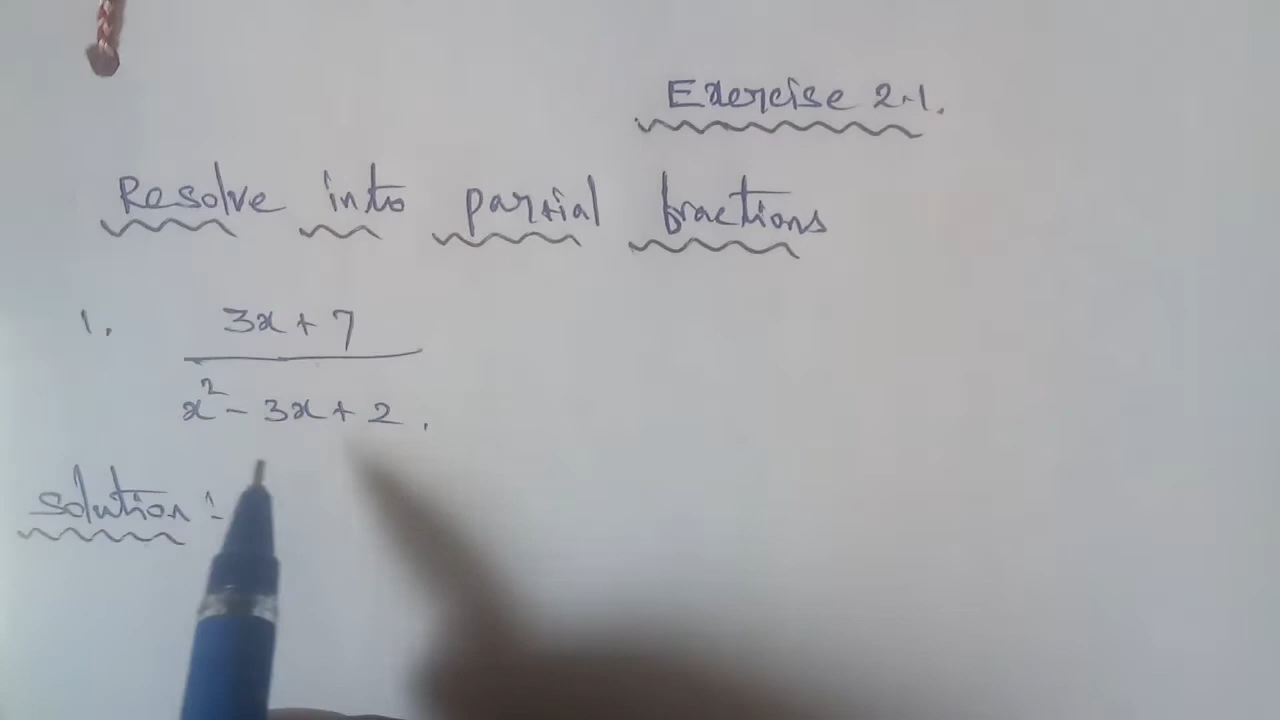 Exercise 2.1.
Resolve into partial fractions
1. 3x + 7
x² - 3x + 2.
Solution :